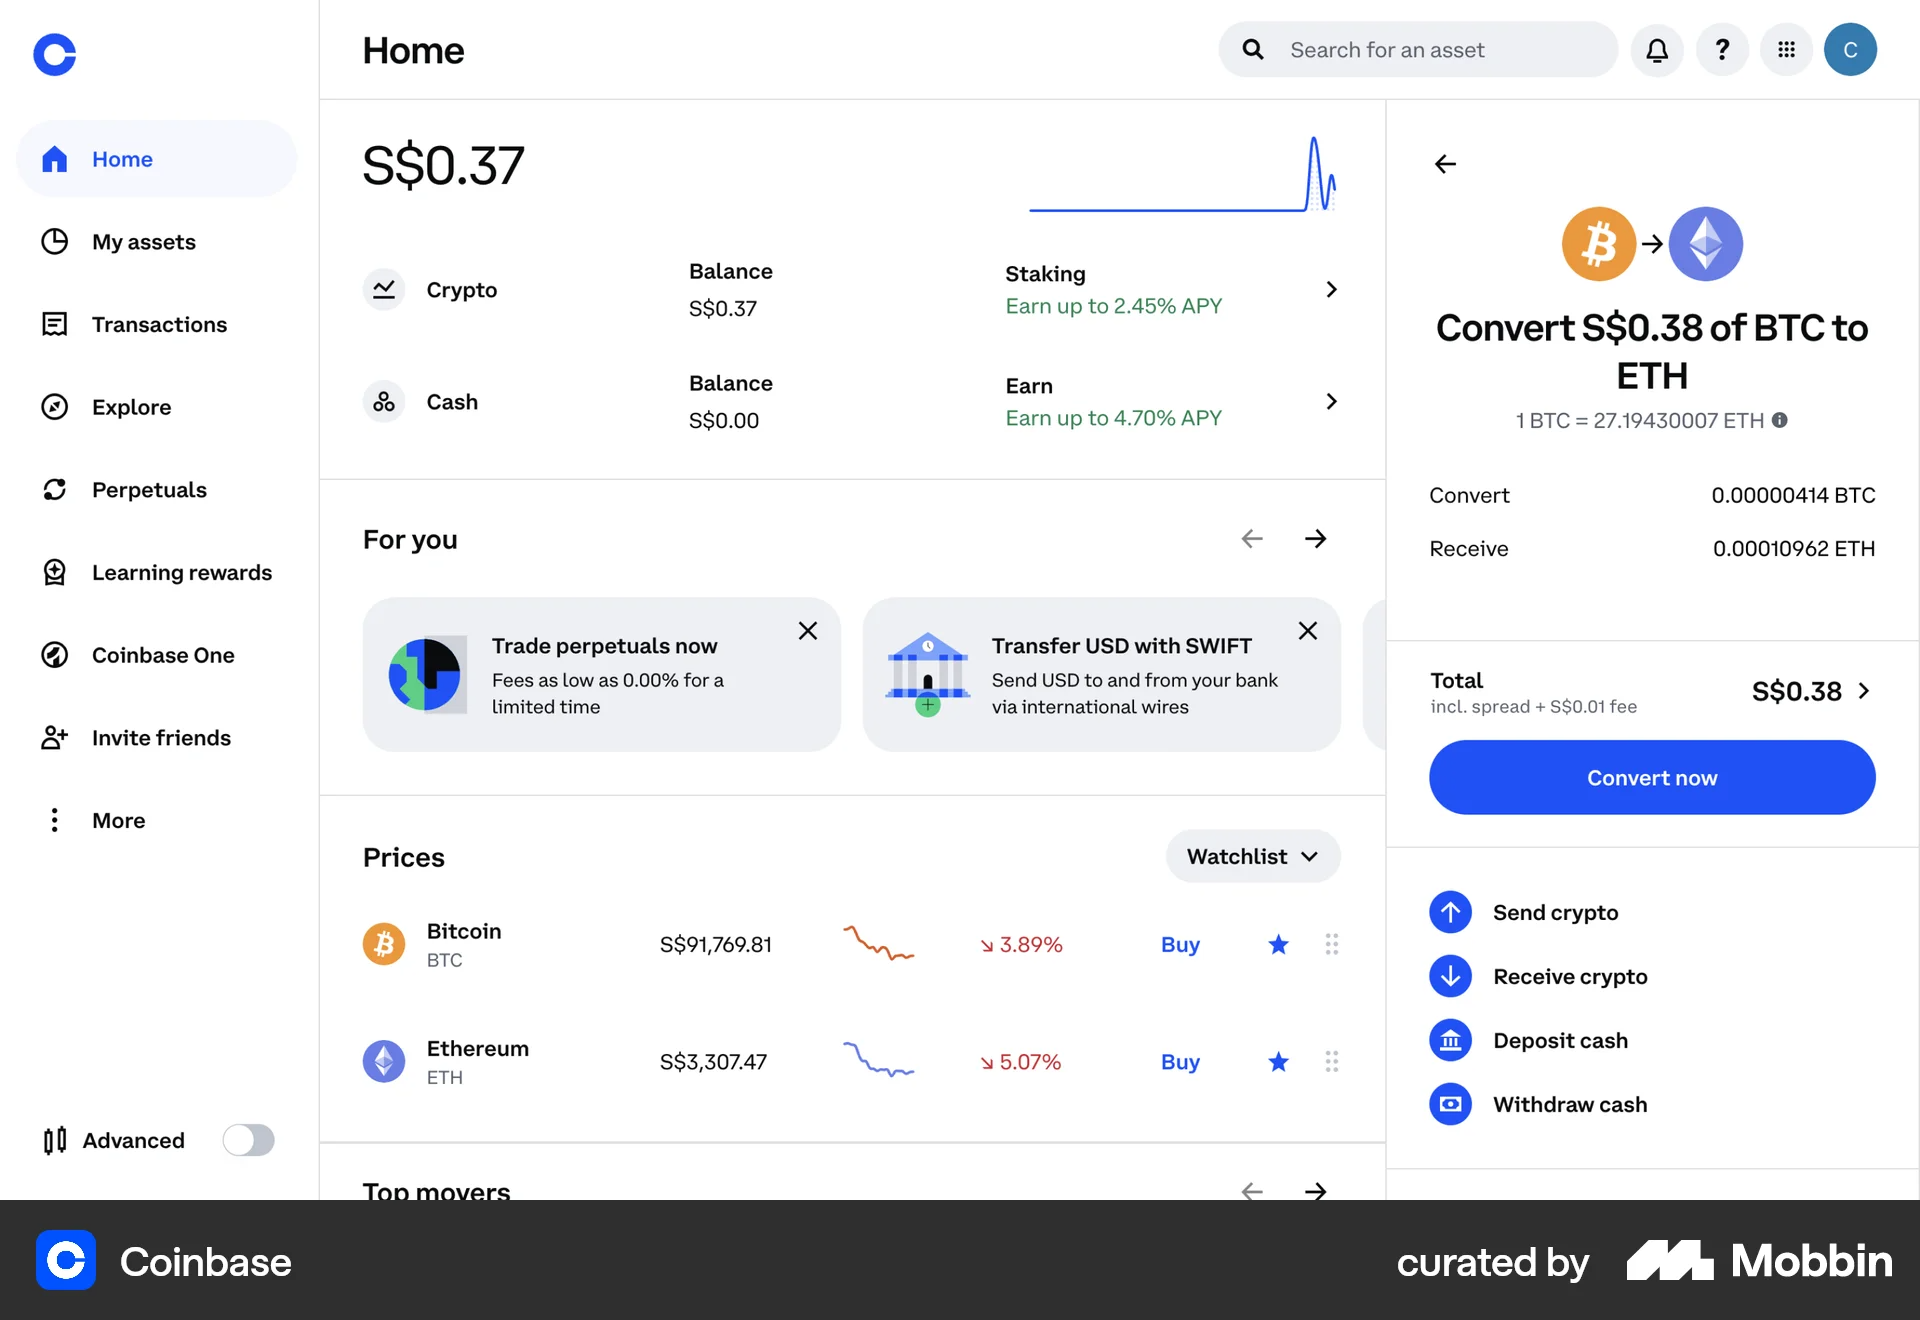 Home
Search for an asset
?
C
Home
My assets
Transactions
Explore
Perpetuals
Learning rewards
Coinbase One
Invite friends
More
Advanced
S$0.37
Crypto
Balance
S$0.37
Staking
Earn up to 2.45% APY
Cash
Balance
S$0.00
Earn
Earn up to 4.70% APY
For you
Trade perpetuals now
Fees as low as 0.00% for a
limited time
Transfer USD with SWIFT
Send USD to and from your bank
via international wires
Prices
Watchlist
Bitcoin
BTC
S$91,769.81
3.89%
Buy
Ethereum
ETH
S$3,307.47
5.07%
Buy
Top movers
Convert S$0.38 of BTC to
ETH
1 BTC = 27.19430007 ETH
Convert 0.00000414 BTC
Receive 0.00010962 ETH
Total
incl. spread + S$0.01 fee
S$0.38
Convert now
Send crypto
Receive crypto
Deposit cash
Withdraw cash
Coinbase
curated by Mobbin